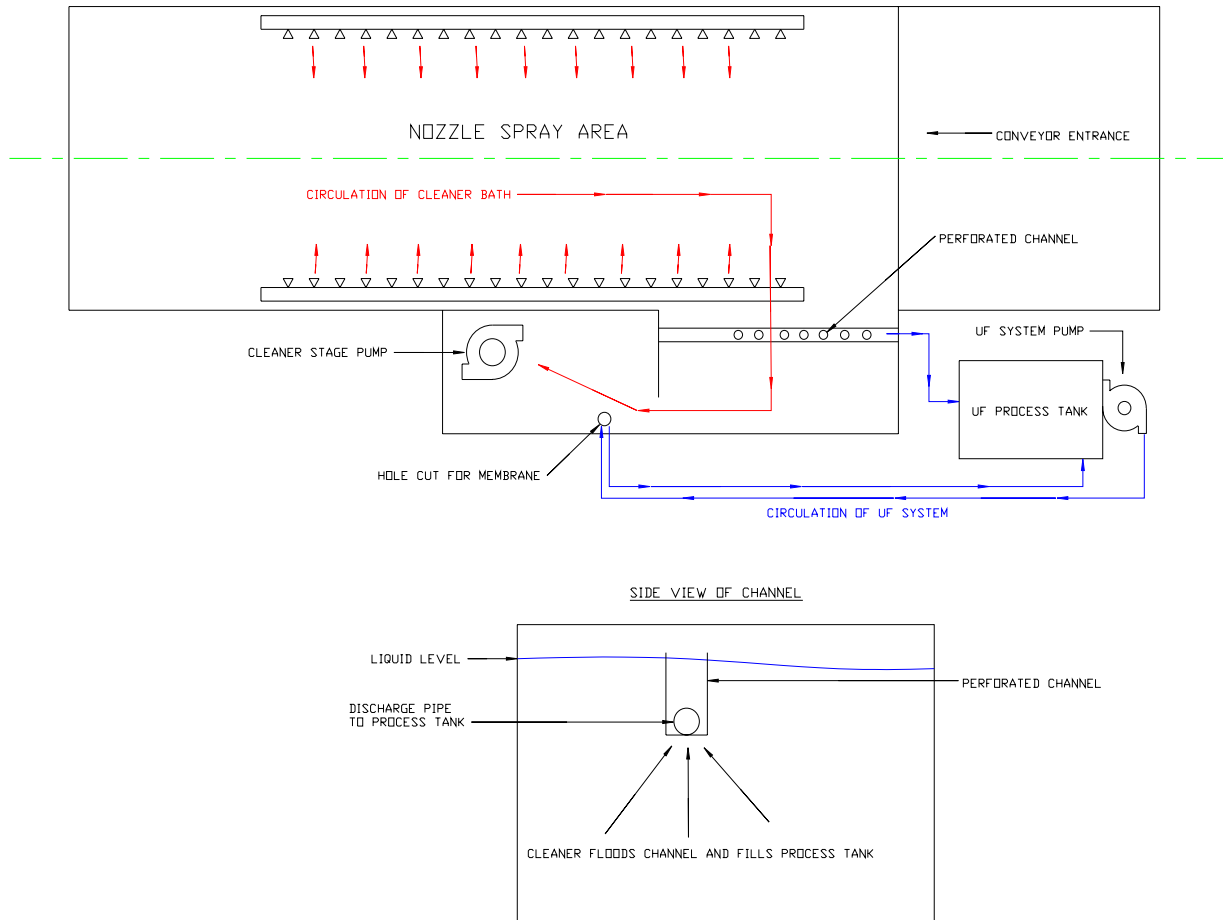 NOZZLE SPRAY AREA
CONVEYOR ENTRANCE
CIRCULATION OF CLEANER BATH
PERFORATED CHANNEL
UF SYSTEM PUMP
CLEANER STAGE PUMP
UF PROCESS TANK
HOLE CUT FOR MEMBRANE
CIRCULATION OF UF SYSTEM
SIDE VIEW OF CHANNEL
LIQUID LEVEL
PERFORATED CHANNEL
DISCHARGE PIPE
TO PROCESS TANK
CLEANER FLOODS CHANNEL AND FILLS PROCESS TANK